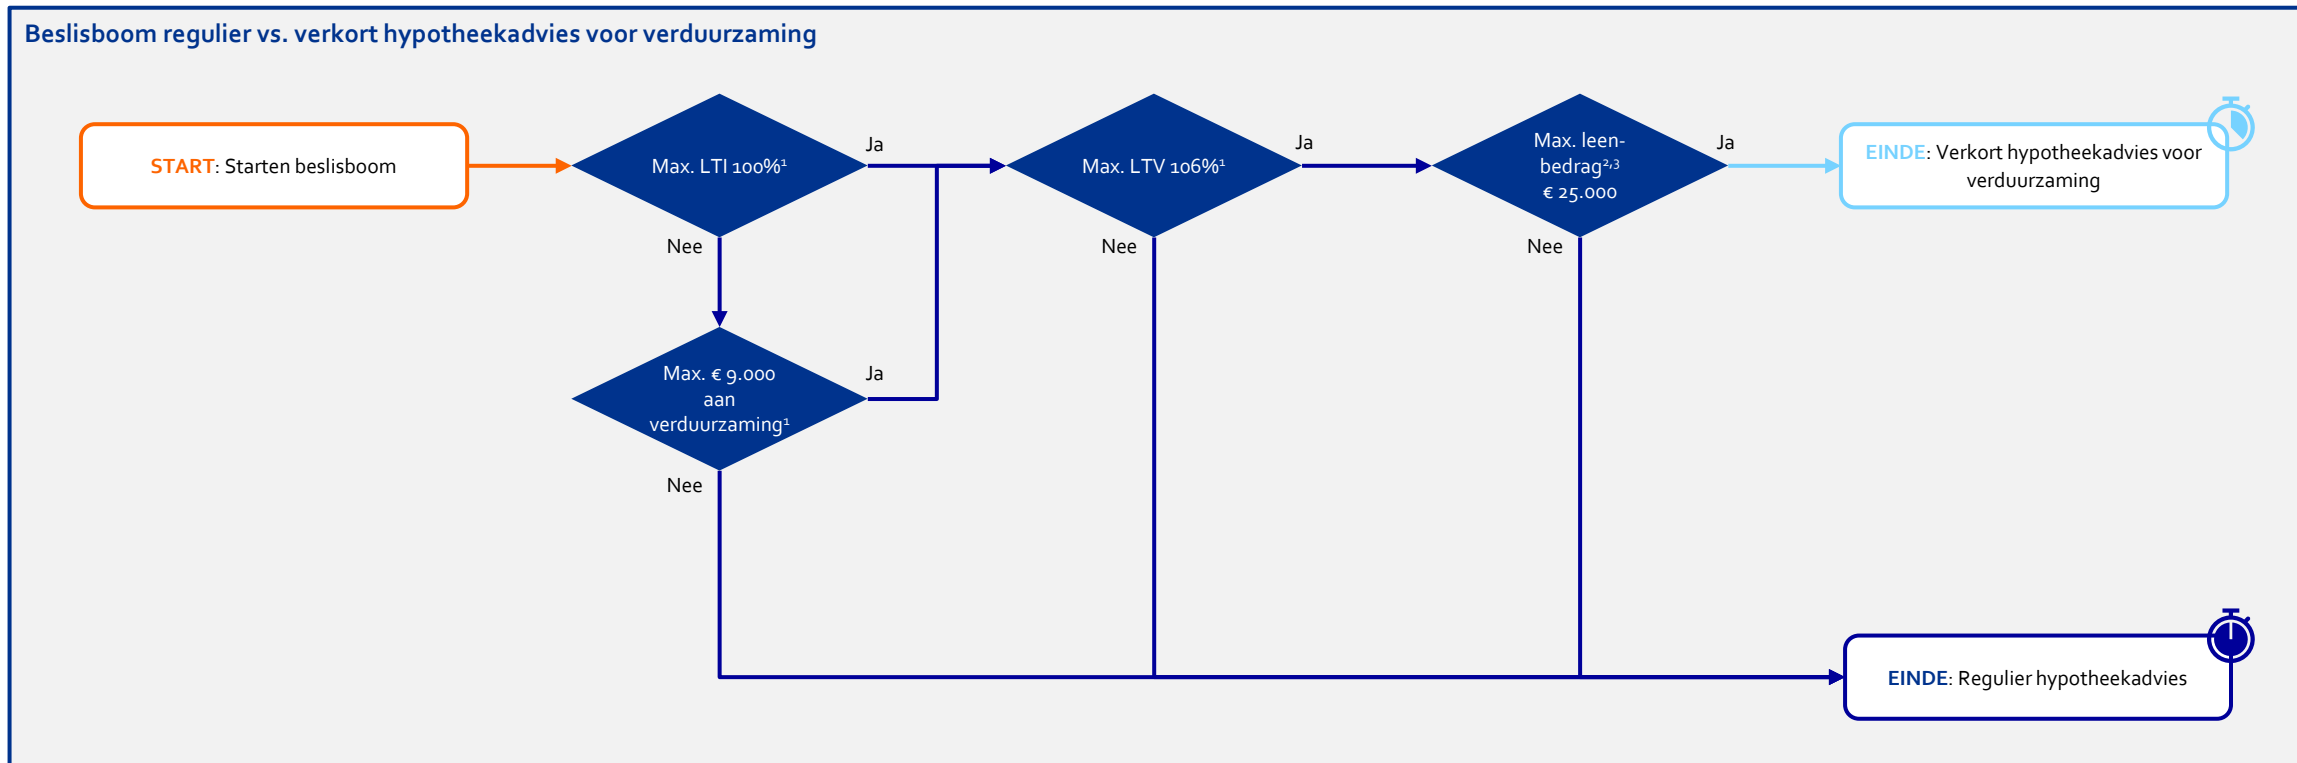 Beslisboom regulier vs. verkort hypotheekadvies voor verduurzaming
START: Starten beslisboom
Max. LTI 100%¹
Ja
Nee
Max. LTV 106%¹
Ja
Nee
Max. leen-
bedrag²,³
€ 25.000
Ja
Nee
EINDE: Verkort hypotheekadvies voor
verduurzaming
Max. € 9.000
aan
verduurzaming¹
Ja
Nee
EINDE: Regulier hypotheekadvies